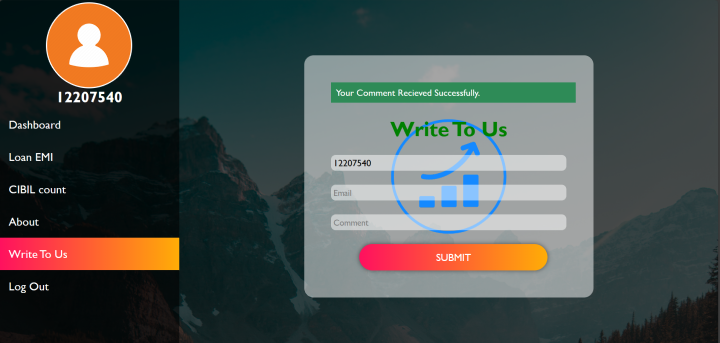 12207540
Dashboard
Loan EMI
CIBIL count
About
Write To Us
Log Out
Your Comment Recieved Successfully.
Write To Us
12207540
Email
Comment
SUBMIT